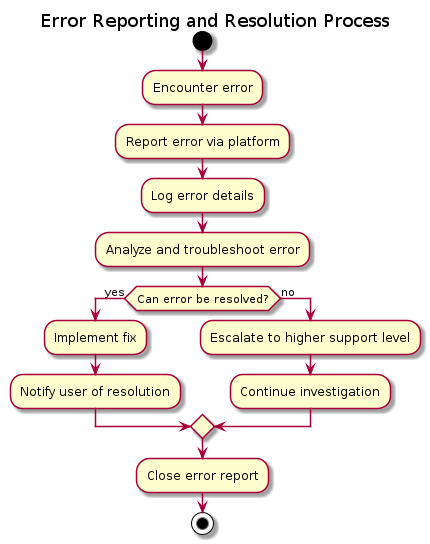 Error Reporting and Resolution Process
Encounter error
Report error via platform
Log error details
Analyze and troubleshoot error
yes
Can error be resolved?
no
Implement fix
Escalate to higher support level
Notify user of resolution
Continue investigation
Close error report